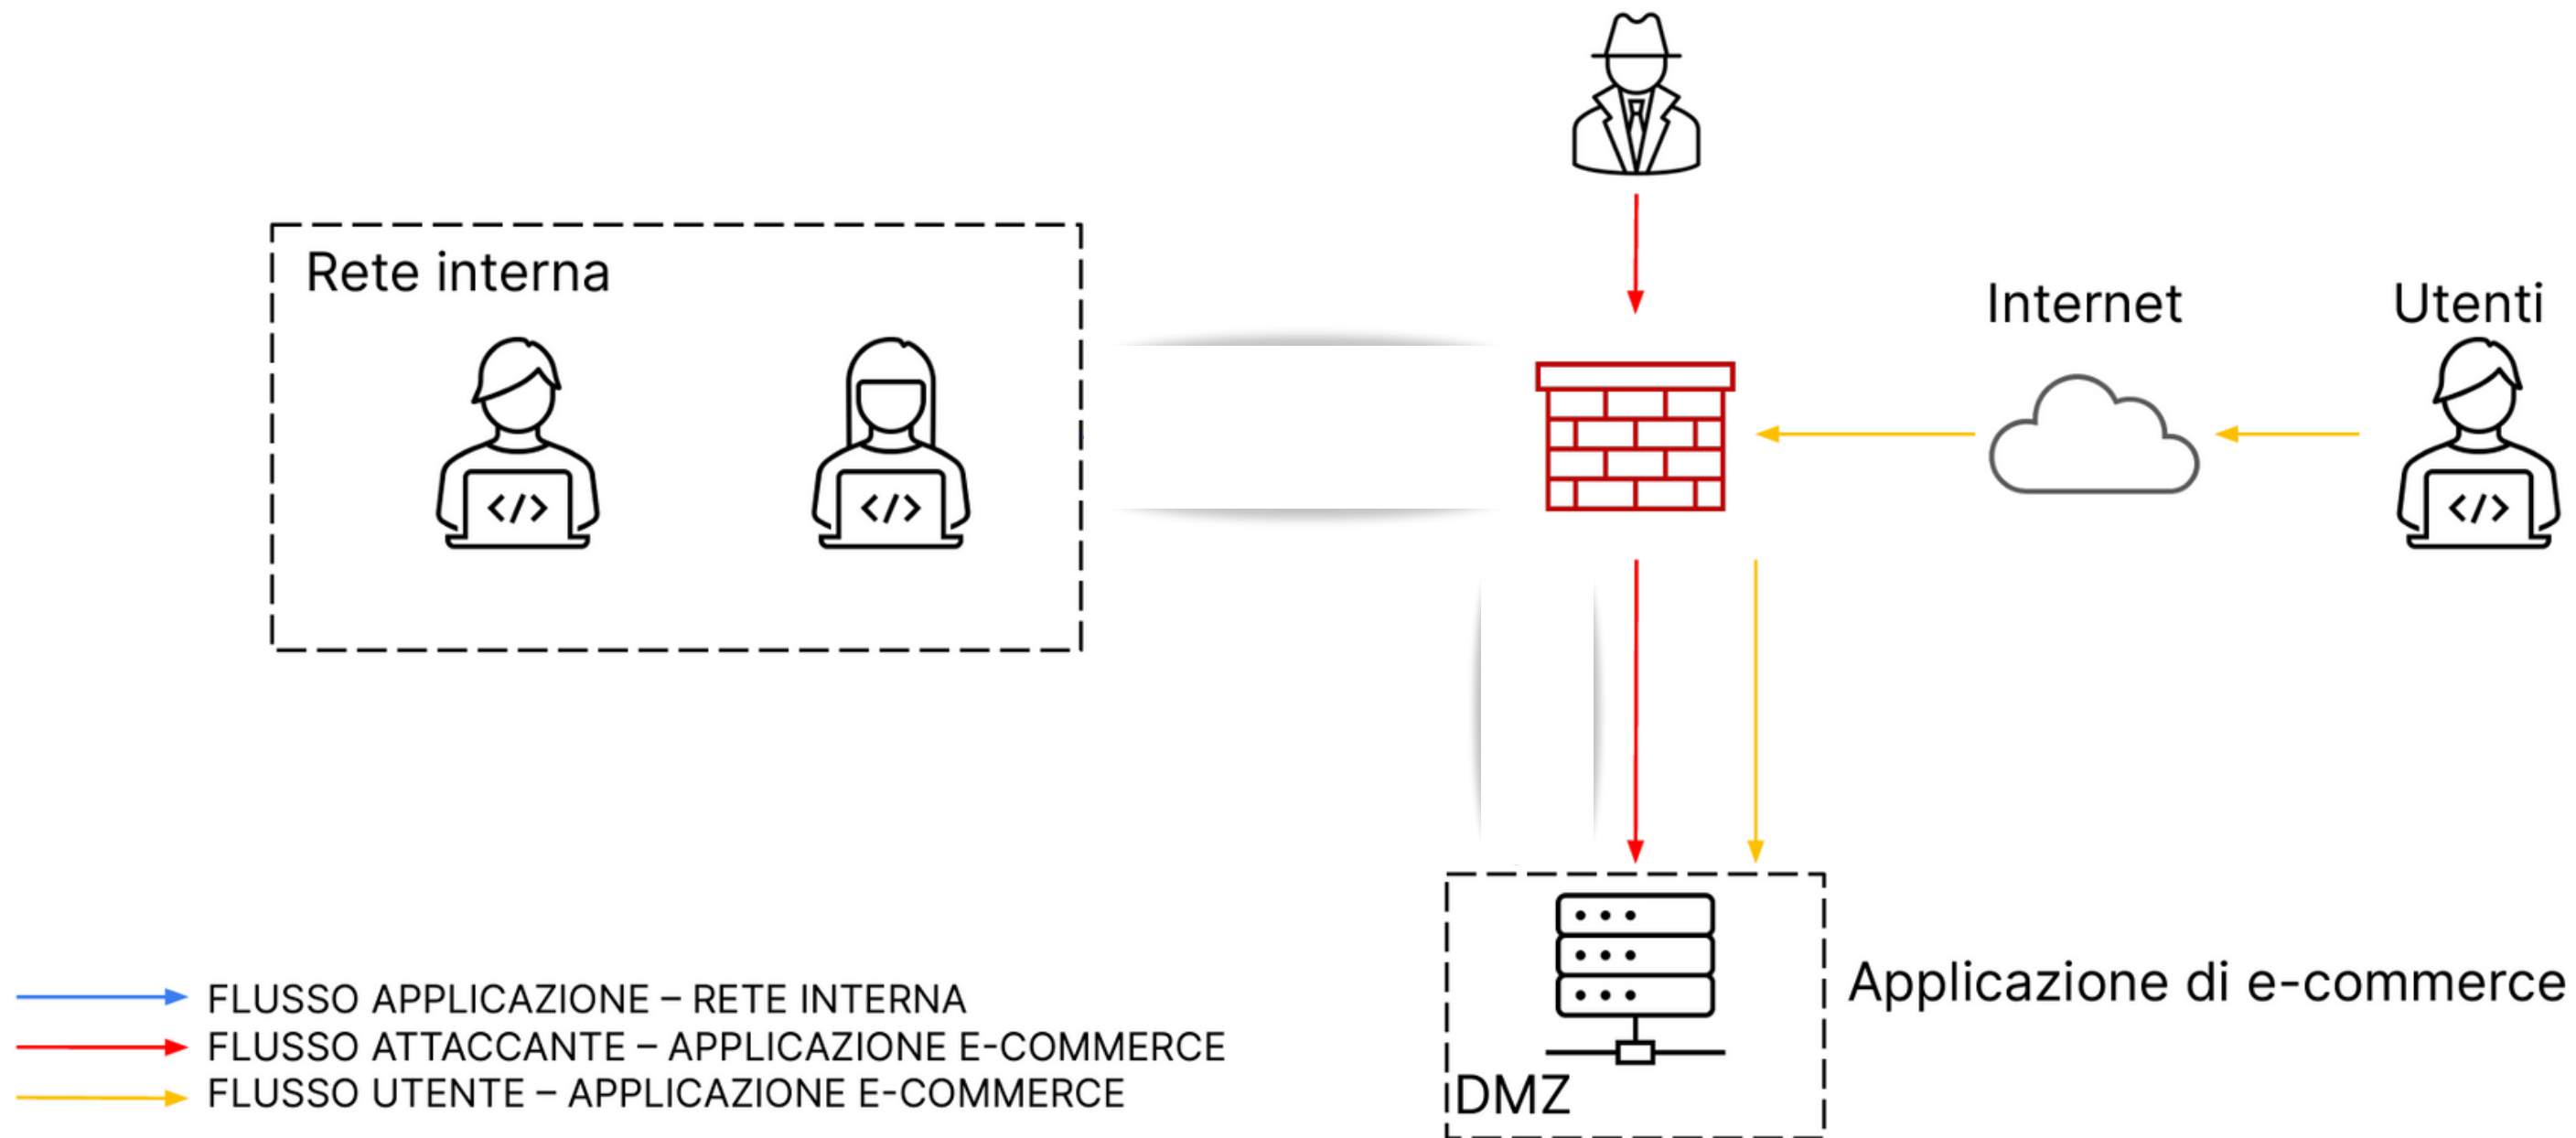 Rete interna
Internet
Utenti
</>
</>
</>
FLUSSO APPLICAZIONE – RETE INTERNA
FLUSSO ATTACCANTE – APPLICAZIONE E-COMMERCE
FLUSSO UTENTE – APPLICAZIONE E-COMMERCE
Applicazione di e-commerce
DMZ